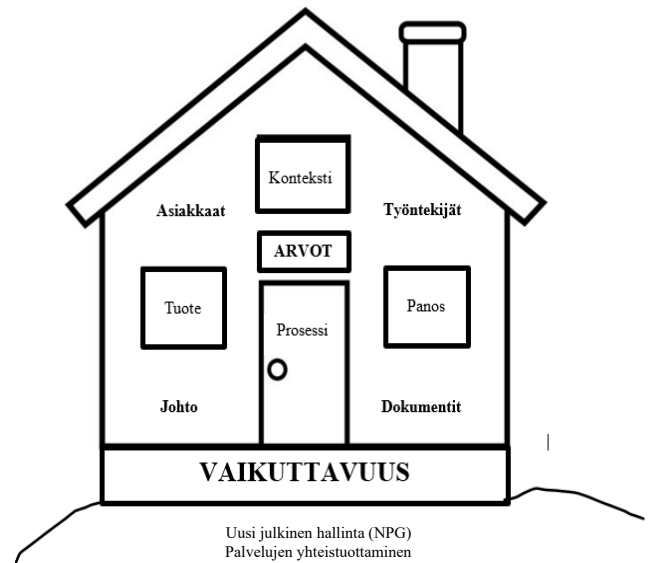 Konteksti
Asiakkaat
Työntekijät
ARVOT
Tuote
Panos
Prosessi
Johto
Dokumentit
VAIKUTTAVUUS
Uusi julkinen hallinta (NPG)
Palvelujen yhteistuottaminen